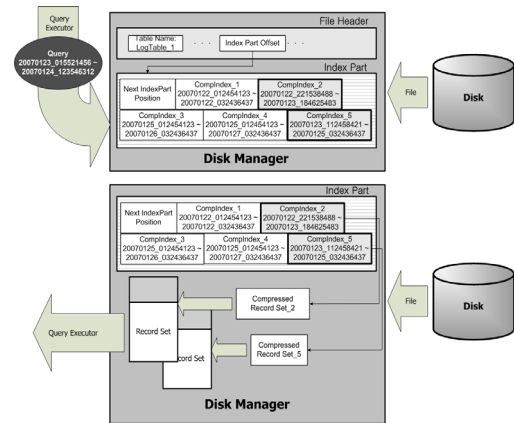 Query
Executor
Query
20070123_015521456 ~
20070124_123546312
File Header
Table Name:
LogTable_1
. . .
Index Part Offset
. . .
Index Part
Next IndexPart
Position
CompIndex_1
20070122_012454123 ~
20070122_032436437
CompIndex_2
20070122_221538488 ~
20070123_184625483
CompIndex_3
20070125_012454123 ~
20070126_032436437
CompIndex_4
20070125_012454123 ~
20070127_032436437
CompIndex_5
20070123_112458421 ~
20070125_032436437
Disk Manager
File
Disk
Index Part
Next IndexPart
Position
CompIndex_1
20070122_012454123 ~
20070122_032436437
CompIndex_2
20070122_221538488 ~
20070123_184625483
CompIndex_3
20070125_012454123 ~
20070126_032436437
CompIndex_4
20070125_012454123 ~
20070127_032436437
CompIndex_5
20070123_112458421 ~
20070125_032436437
Compressed
Record Set_2
Record Set
cord Set
Compressed
Record Set_5
Query Executor
File
Disk
Disk Manager